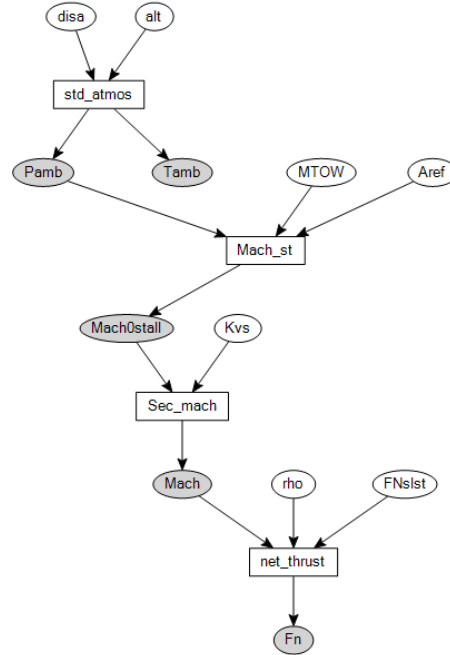 disa
alt
std_atmos
Pamb
Tamb
MTOW
Aref
Mach_st
Mach0stall
Kvs
Sec_mach
Mach
rho
FNslst
net_thrust
Fn